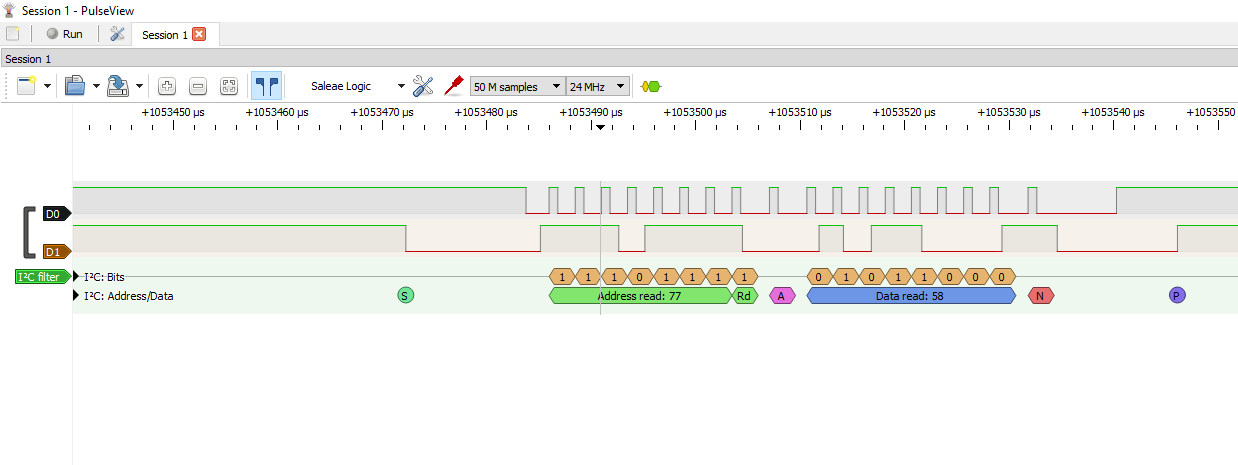 Session 1 - PulseView
Run
Session 1
Session 1
Saleae Logic
50 M samples
24 MHz
+1053450 µs +1053460 µs +1053470 µs +1053480 µs +1053490 µs +1053500 µs +1053510 µs +1053520 µs +1053530 µs +1053540 µs +1053550
D0
D1
I²C filter
I²C: Bits 1 1 1 0 1 1 1 1 0 1 0 1 1 0 0 0
I²C: Address/Data S Address read: 77 Rd A Data read: 58 N P